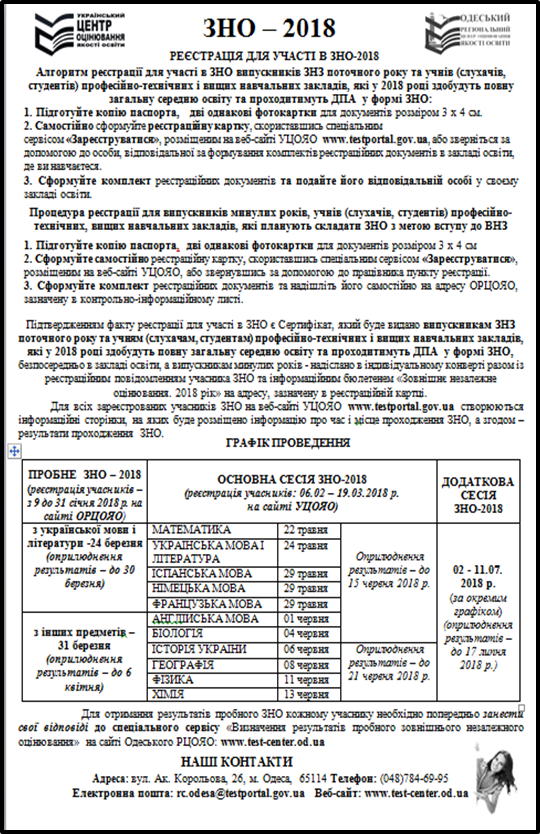 УКРАЇНСЬКИЙ
ЦЕНТР
ОЦІНЮВАННЯ
ЯКОСТІ ОСВІТИ
ЗНО – 2018
ОДЕСЬКИЙ
РЕГІОНАЛЬНИЙ
ЦЕНТР ОЦІНЮВАННЯ
ЯКОСТІ ОСВІТИ
РЕЄСТРАЦІЯ ДЛЯ УЧАСТІ В ЗНО-2018
Алгоритм реєстрації для участі в ЗНО випускників ЗНЗ поточного року та учнів (слухачів,
студентів) професійно-технічних і вищих навчальних закладів, які у 2018 році здобудуть повну
загальну середню освіту та проходитимуть ДПА у формі ЗНО:
1. Підготуйте копію паспорта, дві однакові фотокартки для документів розміром 3 х 4 см.
2. Самостійно сформуйте реєстраційну картку, скориставшись спеціальним
сервісом «Зареєструватися», розміщеним на веб-сайті УЦОЯО www.testportal.gov.ua, або зверніться за
допомогою до особи, відповідальної за формування комплектів реєстраційних документів в закладі освіти,
де ви навчаєтеся.
3. Сформуйте комплект реєстраційних документів та подайте його відповідальній особі у своєму
закладі освіти.
Процедура реєстрації для випускників минулих років, учнів (слухачів, студентів) професійно-
технічних, вищих навчальних закладів, які планують складати ЗНО з метою вступу до ВНЗ
1. Підготуйте копію паспорта, дві однакові фотокартки для документів розміром 3 х 4 см
2. Сформуйте самостійно реєстраційну картку, скориставшись спеціальним сервісом «Зареєструватися»,
розміщеним на веб-сайті УЦОЯО, або звернувшись за допомогою до працівника пункту реєстрації.
3. Сформуйте комплект реєстраційних документів та надішліть його самостійно на адресу ОРЦОЯО,
зазначену в контрольно-інформаційному листі.
Підтвердженням факту реєстрації для участі в ЗНО є Сертифікат, який буде видано випускникам ЗНЗ
поточного року та учням (слухачам, студентам) професійно-технічних і вищих навчальних закладів,
які у 2018 році здобудуть повну загальну середню освіту та проходитимуть ДПА у формі ЗНО,
безпосередньо в закладі освіти, а випускникам минулих років - надіслано в індивідуальному конверті разом із
реєстраційним повідомленням учасника ЗНО та інформаційним бюлетенем «Зовнішнє незалежне
оцінювання. 2018 рік» на адресу, зазначену в реєстраційній картці.
Для всіх зареєстрованих учасників ЗНО на веб-сайті УЦОЯО www.testportal.gov.ua створюються
інформаційні сторінки, на яких буде розміщено інформацію про час і місце проходження ЗНО, а згодом –
результати проходження ЗНО.
ГРАФІК ПРОВЕДЕННЯ
ПРОБНЕ ЗНО – 2018
(реєстрація учасників –
з 9 до 31 січня 2018 р. на
сайті ОРЦОЯО)
ОСНОВНА СЕСІЯ ЗНО-2018
(реєстрація учасників: 06.02 – 19.03.2018 р.
на сайті УЦОЯО)
ДОДАТКОВА
СЕСІЯ
ЗНО-2018
з української мови і
літератури -24 березня
(оприлюднення
результатів – до 30
березня)
з інших предметів –
31 березня
(оприлюднення
результатів – до 6
квітня)
МАТЕМАТИКА 22 травня
УКРАЇНСЬКА МОВА І 24 травня
ЛІТЕРАТУРА
ІСПАНСЬКА МОВА 29 травня
НІМЕЦЬКА МОВА 29 травня
ФРАНЦУЗЬКА МОВА 29 травня
АНГЛІЙСЬКА МОВА 01 червня
БІОЛОГІЯ 04 червня
ІСТОРІЯ УКРАЇНИ 06 червня
ГЕОГРАФІЯ 08 червня
ФІЗИКА 11 червня
ХІМІЯ 13 червня
Оприлюднення
результатів – до
15 червня 2018 р.
Оприлюднення
результатів – до
21 червня 2018 р.
02 - 11.07.
2018 р.
(за окремим
графіком)
(оприлюднення
результатів –
до 17 липня
2018 р.)
Для отримання результатів пробного ЗНО кожному учаснику необхідно попередньо занести
свої відповіді до спеціального сервісу «Визначення результатів пробного зовнішнього незалежного
оцінювання» на сайті Одеського РЦОЯО: www.test-center.od.ua
НАШІ КОНТАКТИ
Адреса: вул. Ак. Корольова, 26, м. Одеса, 65114 Телефон: (048)784-69-95
Електронна пошта: rc.odesa@testportal.gov.ua Веб-сайт: www.test-center.od.ua